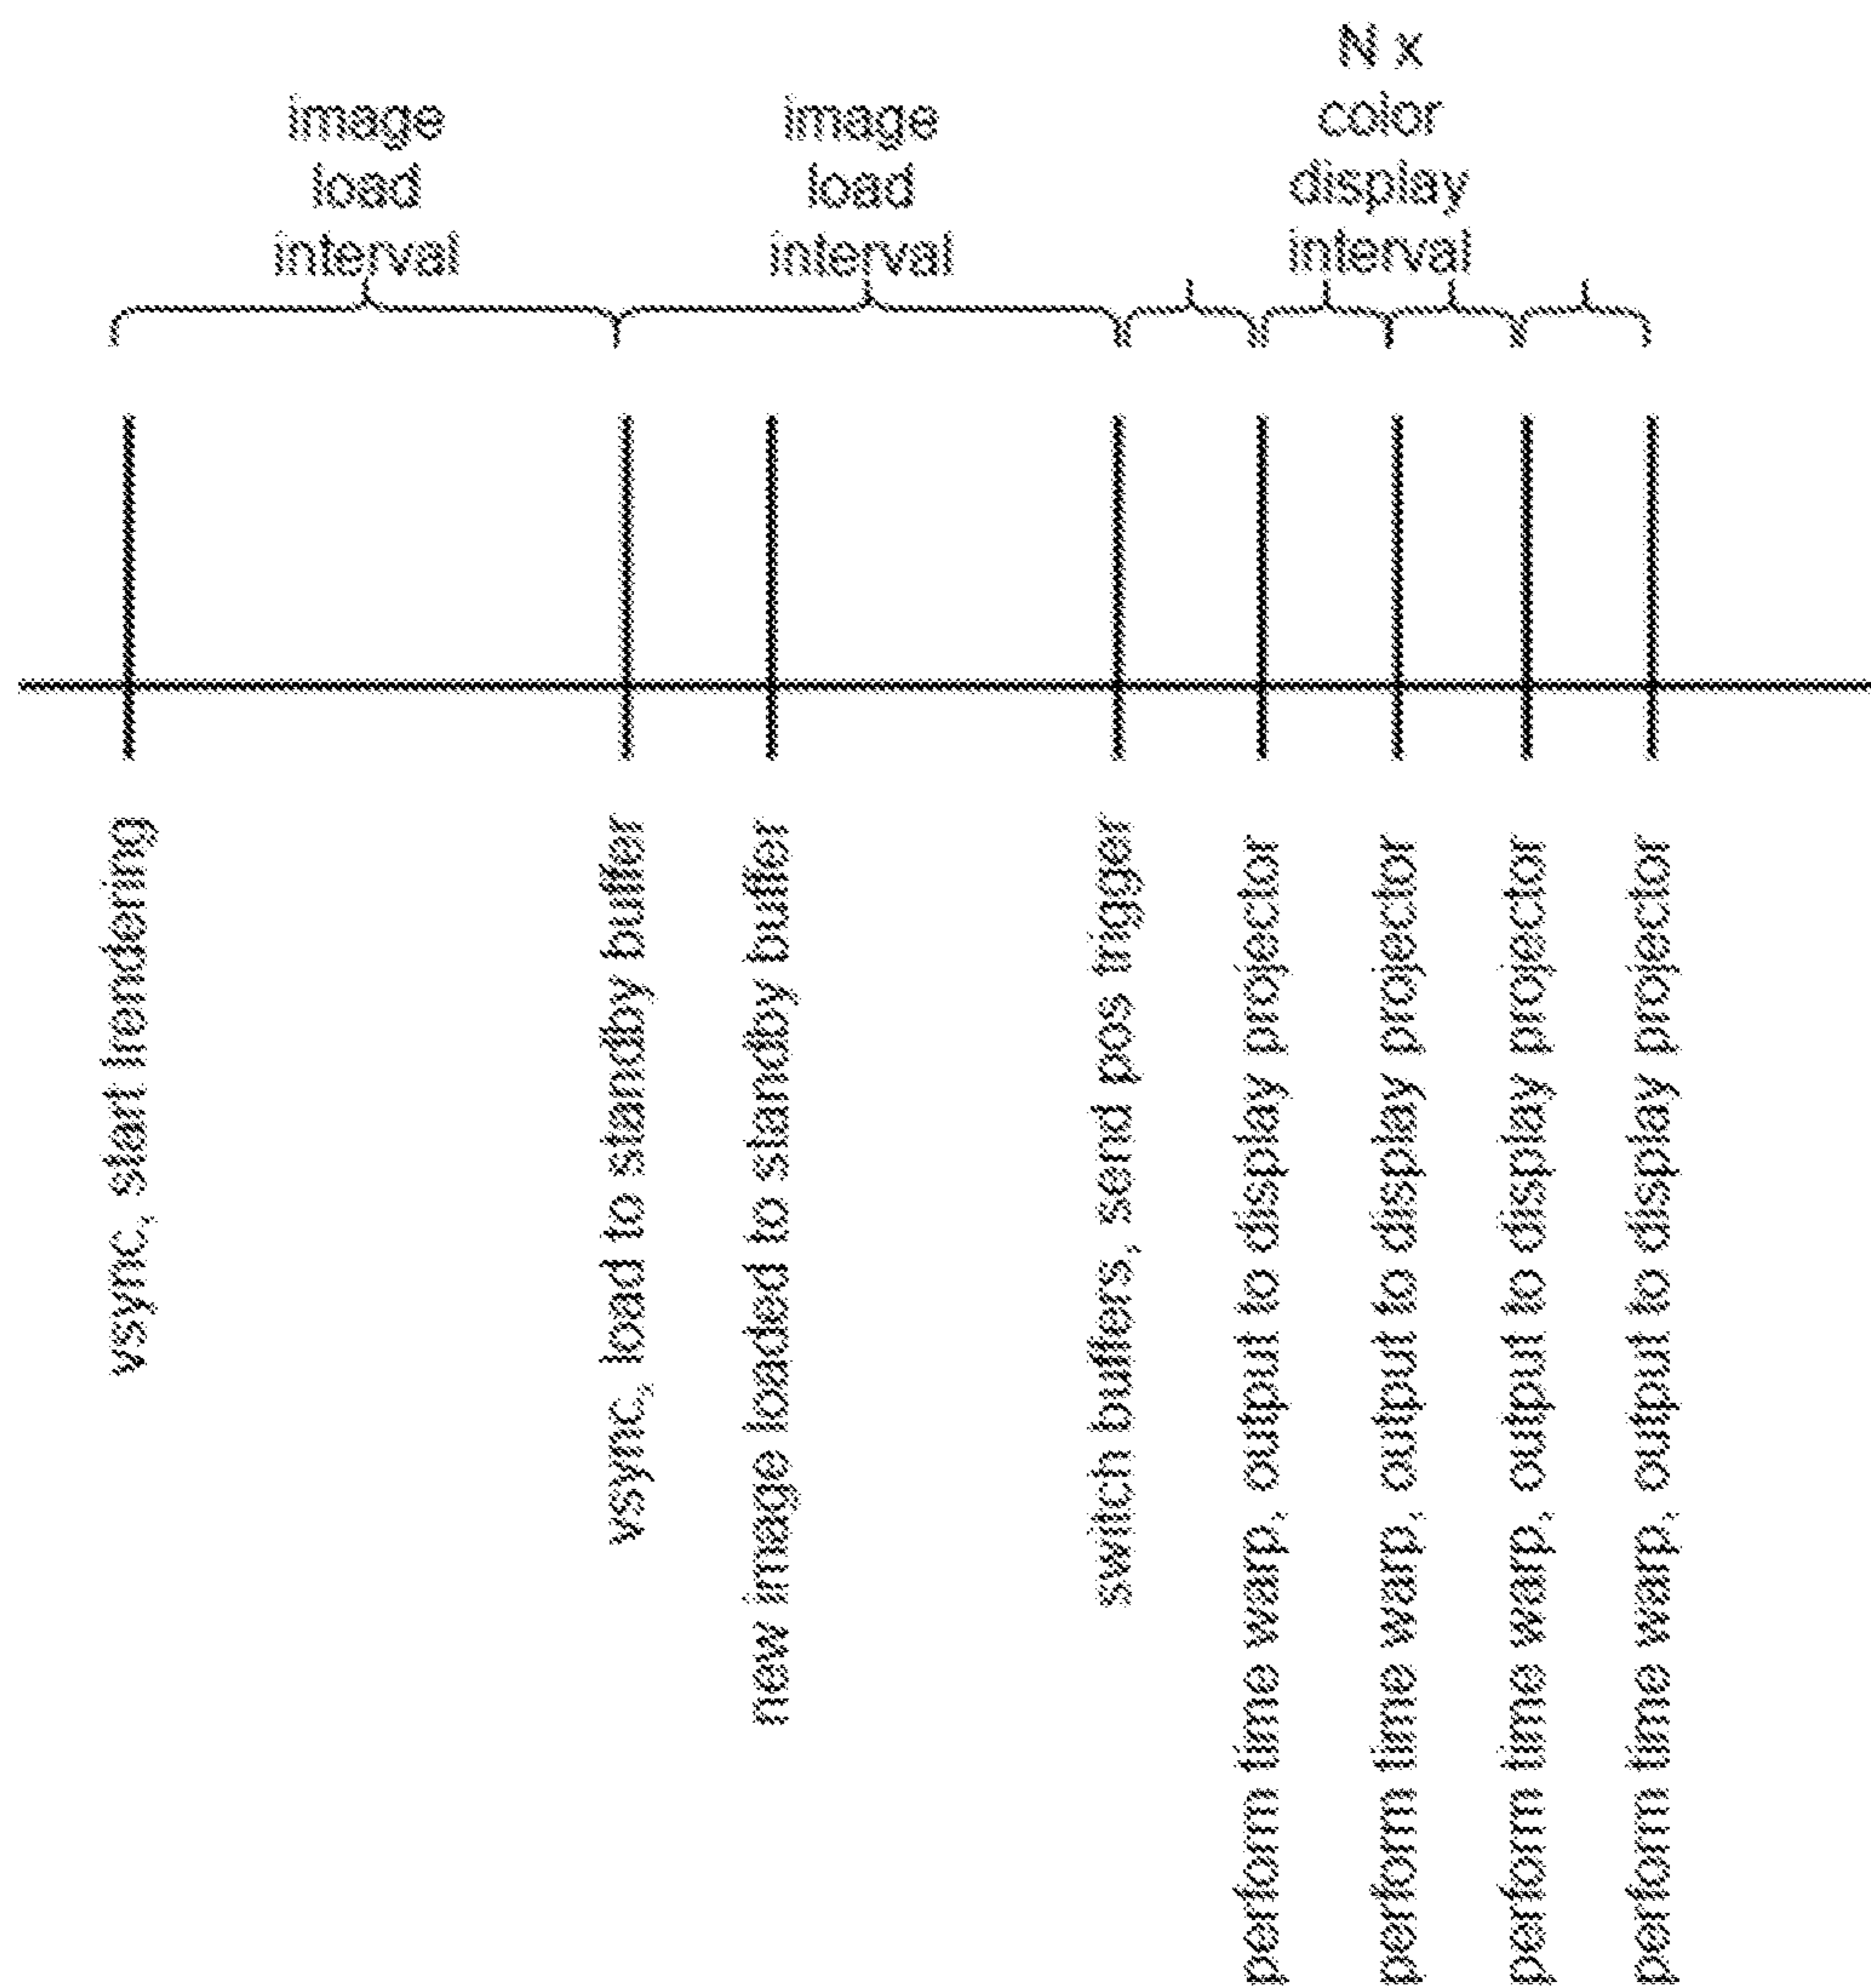 image
load
interval
image
load
interval
N x
color
display
interval
vsync, start trendering
vsync, load to standby buffer
new image loaded to standby buffer
switch buffers, send pos trigger
perform time warp, output to display projector
perform time warp, output to display projector
perform time warp, output to display projector
perform time warp, output to display projector